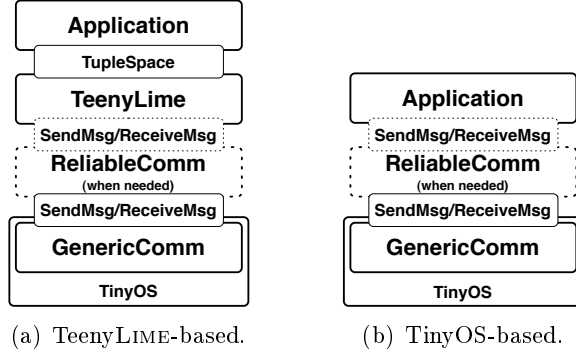 Application
TupleSpace
TeenyLime
SendMsg/ReceiveMsg
ReliableComm
(when needed)
SendMsg/ReceiveMsg
GenericComm
TinyOS
(a) TeenyLIME-based.
Application
SendMsg/ReceiveMsg
ReliableComm
(when needed)
SendMsg/ReceiveMsg
GenericComm
TinyOS
(b) TinyOS-based.